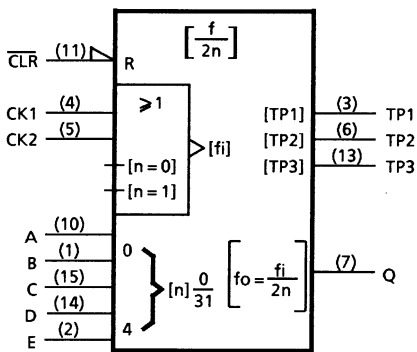 [f/2n]
CLR (11) R
CK1 (4) ≥1
CK2 (5) [fi]
[n=0]
[n=1]
[TP1] (3) TP1
[TP2] (6) TP2
[TP3] (13) TP3
A (10) 0
B (1)
C (15) [n] 0/31 [fo=fi/2n] (7) Q
D (14)
E (2) 4